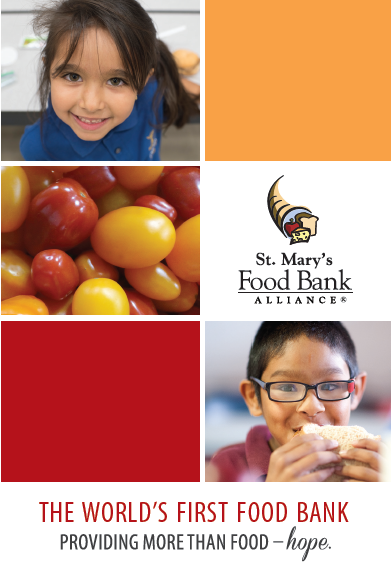 St. Mary's
Food Bank
ALLIANCE®
THE WORLD'S FIRST FOOD BANK
PROVIDING MORE THAN FOOD – hope.